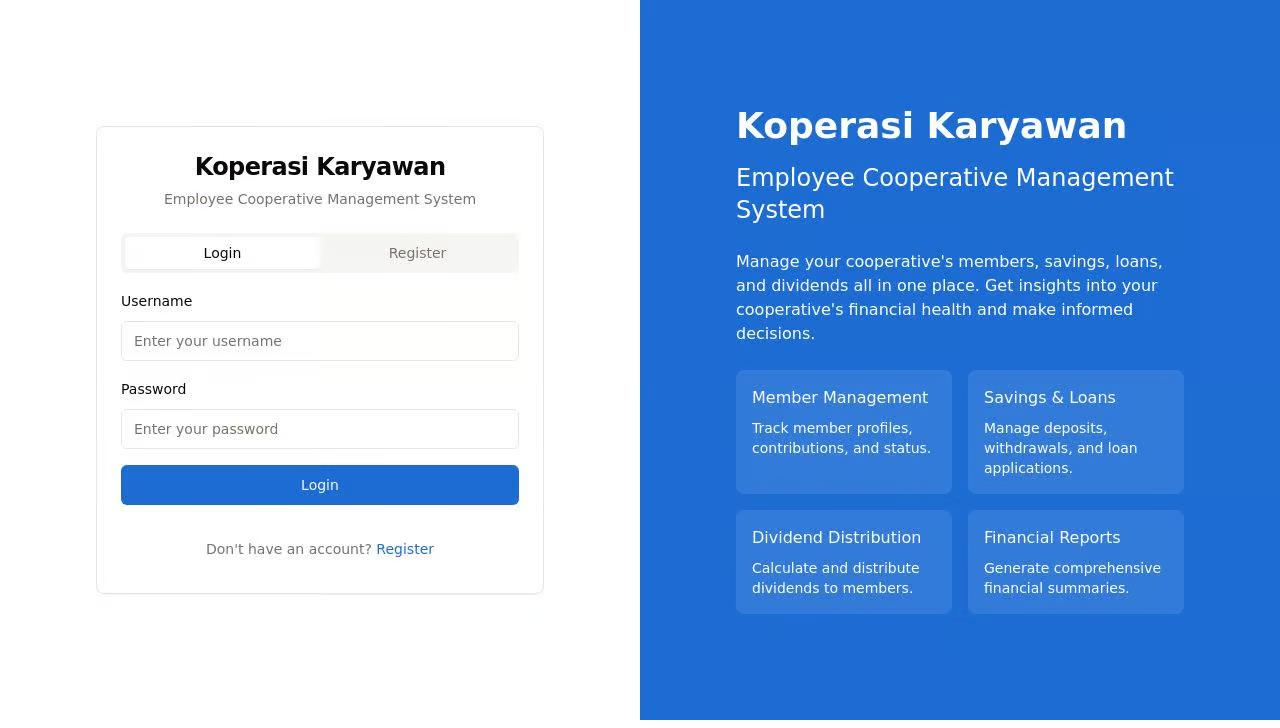 Koperasi Karyawan
Employee Cooperative Management System
Login
Register
Username
Enter your username
Password
Enter your password
Login
Don't have an account? Register
Koperasi Karyawan
Employee Cooperative Management
System
Manage your cooperative's members, savings, loans,
and dividends all in one place. Get insights into your
cooperative's financial health and make informed
decisions.
Member Management
Track member profiles,
contributions, and status.
Savings & Loans
Manage deposits,
withdrawals, and loan
applications.
Dividend Distribution
Calculate and distribute
dividends to members.
Financial Reports
Generate comprehensive
financial summaries.